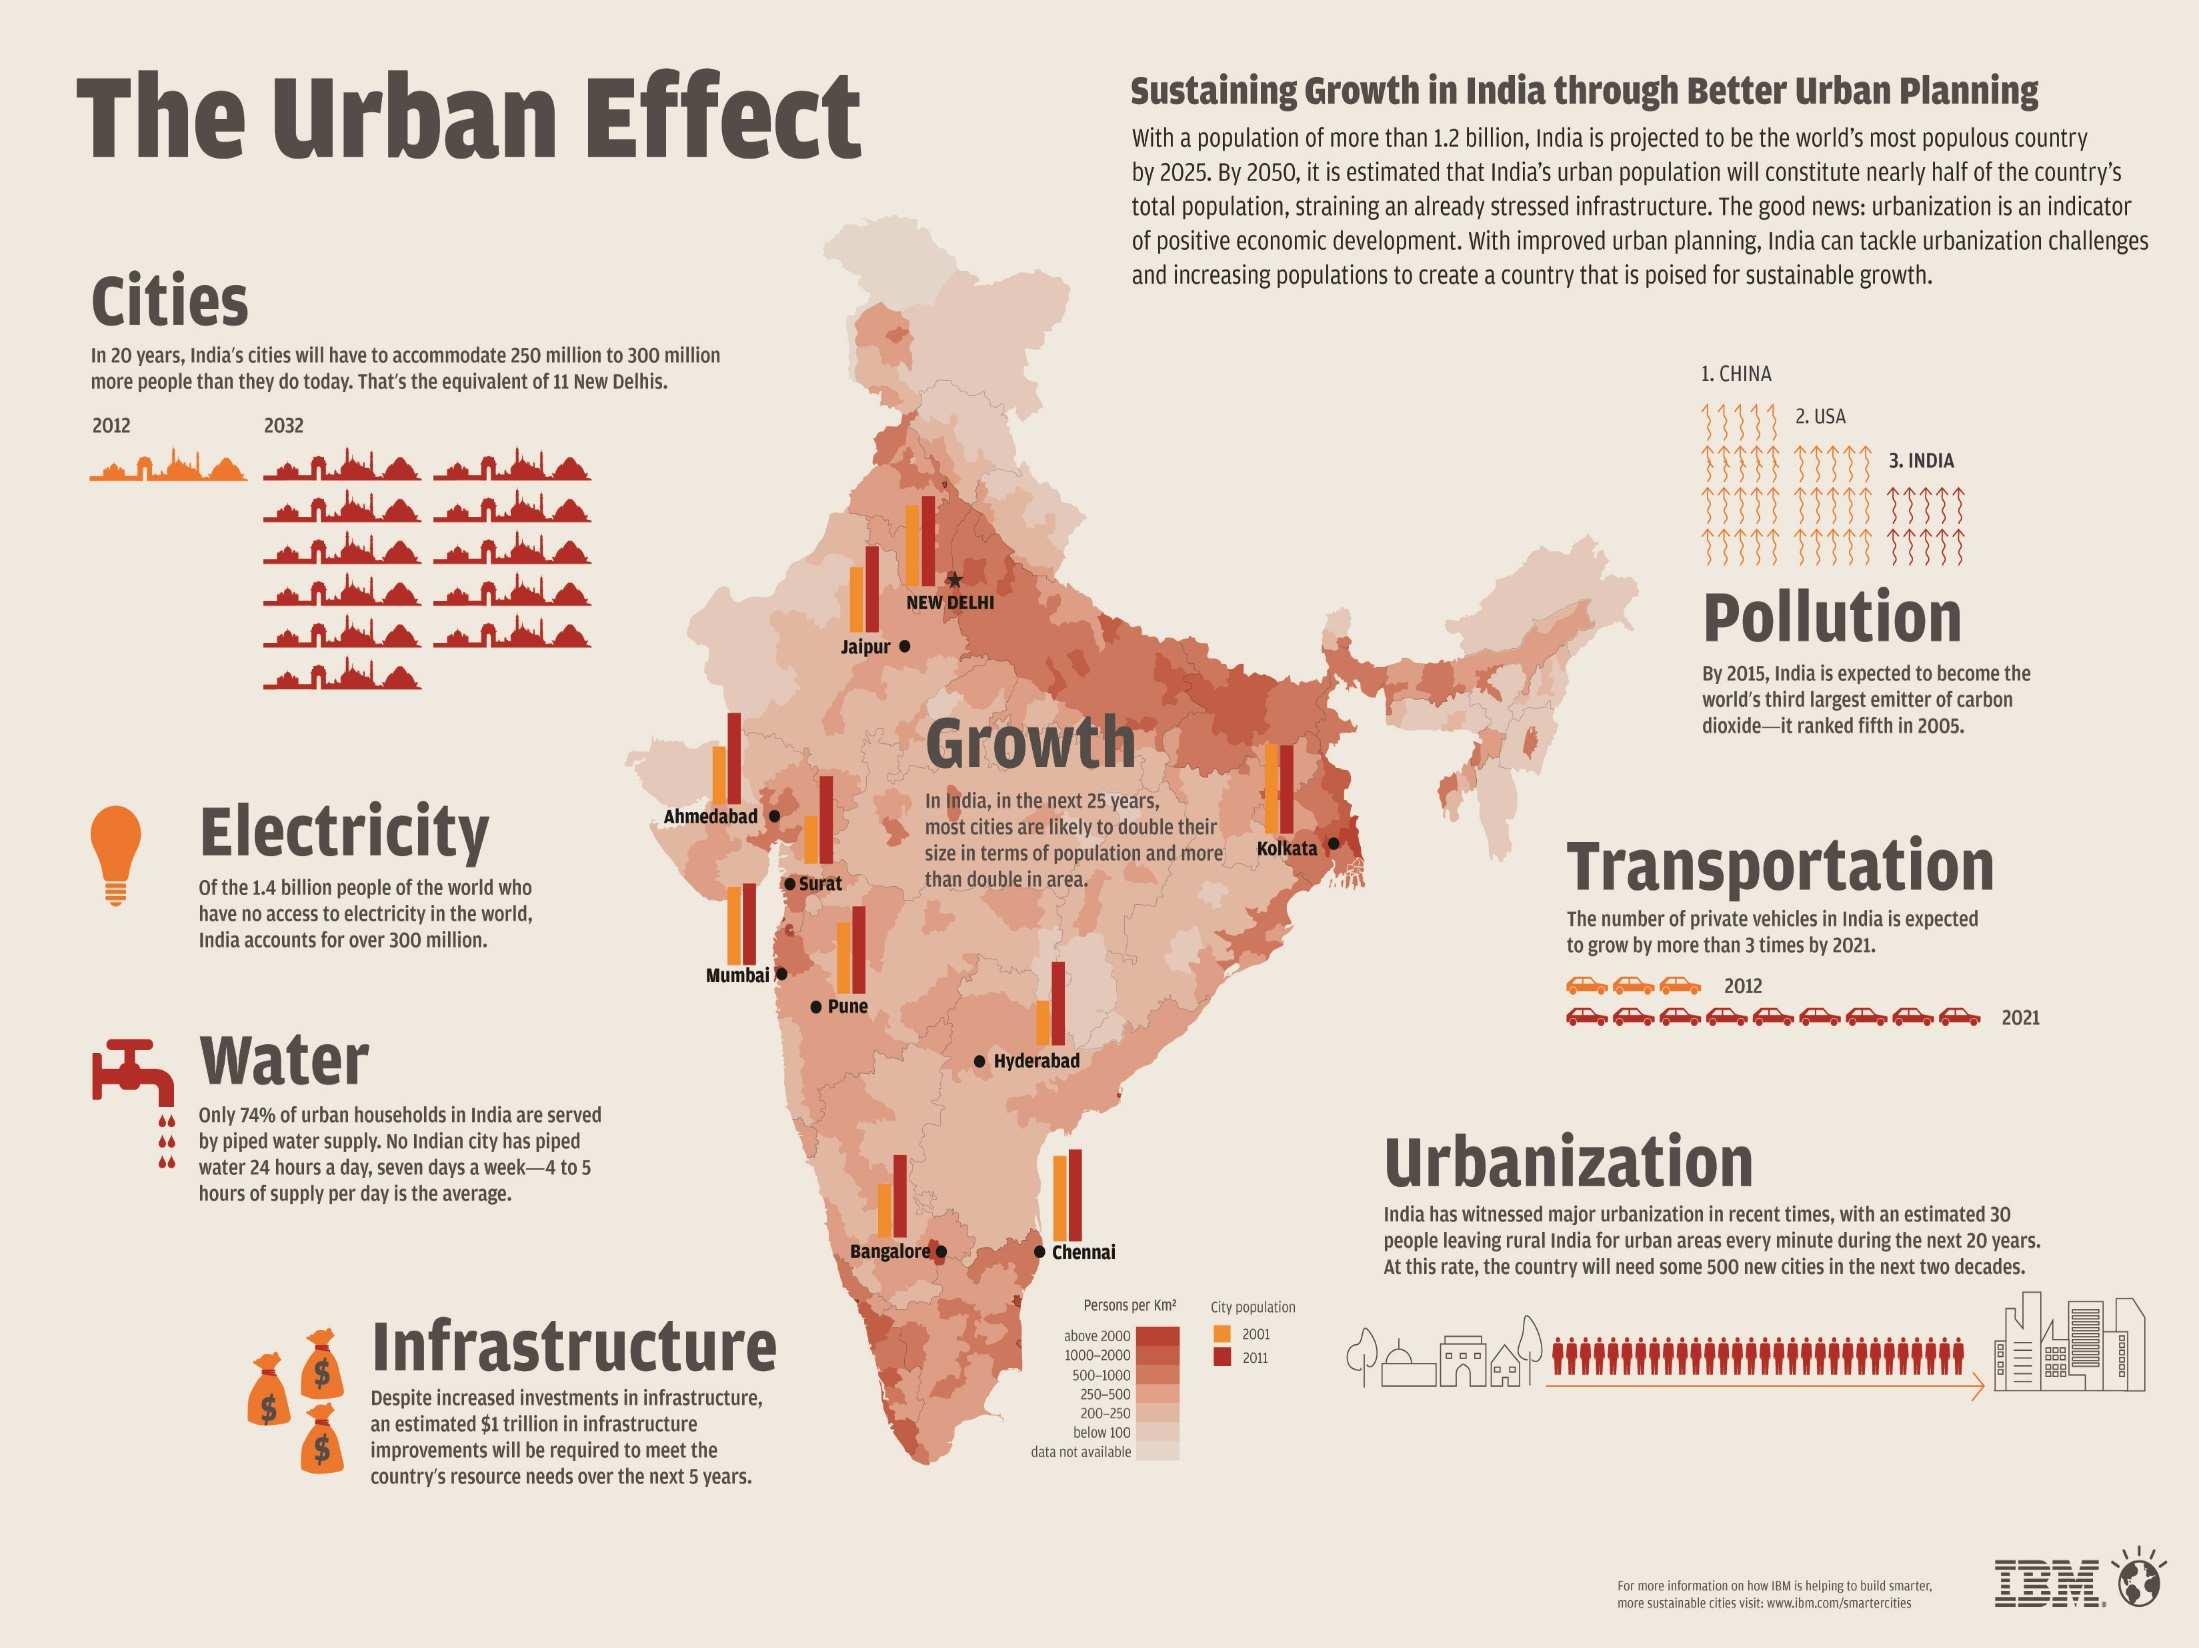 The Urban Effect
Sustaining Growth in India through Better Urban Planning
With a population of more than 1.2 billion, India is projected to be the world's most populous country
by 2025. By 2050, it is estimated that India's urban population will constitute nearly half of the country's
total population, straining an already stressed infrastructure. The good news: urbanization is an indicator
of positive economic development. With improved urban planning, India can tackle urbanization challenges
and increasing populations to create a country that is poised for sustainable growth.
Cities
In 20 years, India's cities will have to accommodate 250 million to 300 million
more people than they do today. That's the equivalent of 11 New Delhis.
2012
2032
Electricity
Of the 1.4 billion people of the world who
have no access to electricity in the world,
India accounts for over 300 million.
Water
Only 74% of urban households in India are served
by piped water supply. No Indian city has piped
water 24 hours a day, seven days a week—4 to 5
hours of supply per day is the average.
$
$
$
Infrastructure
Despite increased investments in infrastructure,
an estimated $1 trillion in infrastructure
improvements will be required to meet the
country's resource needs over the next 5 years.
NEW DELHI
Jaipur
Growth
In India, in the next 25 years,
most cities are likely to double their
size in terms of population and more
than double in area.
Ahmedabad
Kolkata
Surat
Mumbai
Pune
Hyderabad
Bangalore
Chennai
Persons per Km²
above 2000
1000–2000
500–1000
250–500
200–250
below 100
data not available
City population
2001
2011
1. CHINA
2. USA
3. INDIA
Pollution
By 2015, India is expected to become the
world's third largest emitter of carbon
dioxide—it ranked fifth in 2005.
Transportation
The number of private vehicles in India is expected
to grow by more than 3 times by 2021.
2012
2021
Urbanization
India has witnessed major urbanization in recent times, with an estimated 30
people leaving rural India for urban areas every minute during the next 20 years.
At this rate, the country will need some 500 new cities in the next two decades.
For more information on how IBM is helping to build smarter,
more sustainable cities visit: www.ibm.com/smartercities
IBM®